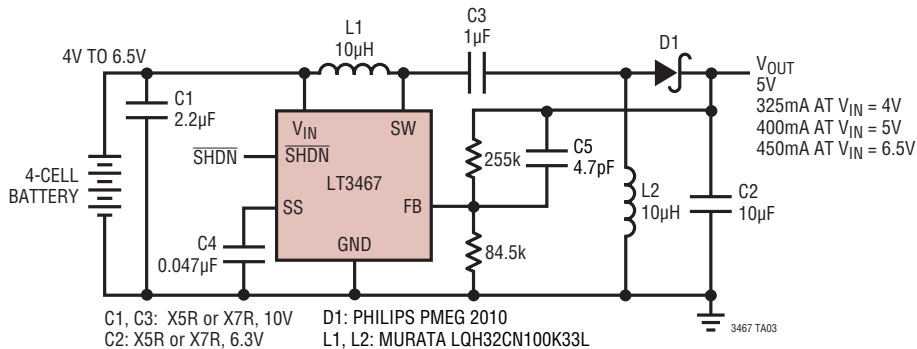 4V TO 6.5V
C1
2.2µF
4-CELL
BATTERY
L1
10µH
C3
1µF
D1
VOUT
5V
325mA AT VIN = 4V
400mA AT VIN = 5V
450mA AT VIN = 6.5V
VIN
SW
SHDN
SHDN
LT3467
SS
FB
GND
C4
0.047µF
255k
C5
4.7pF
84.5k
L2
10µH
C2
10µF
C1, C3: X5R or X7R, 10V
C2: X5R or X7R, 6.3V
D1: PHILIPS PMEG 2010
L1, L2: MURATA LQH32CN100K33L
3467 TA03